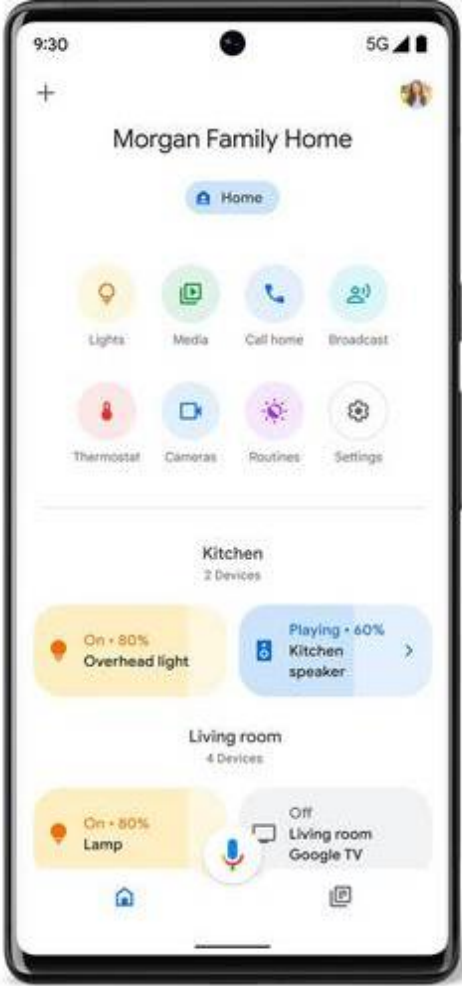 9:30
5G
Morgan Family Home
Home
Lights
Media
Call home
Broadcast
Thermostat
Cameras
Routines
Settings
Kitchen
2 Devices
On • 80%
Overhead light
Playing • 60%
Kitchen
speaker
Living room
4 Devices
On • 80%
Lamp
Off
Living room
Google TV